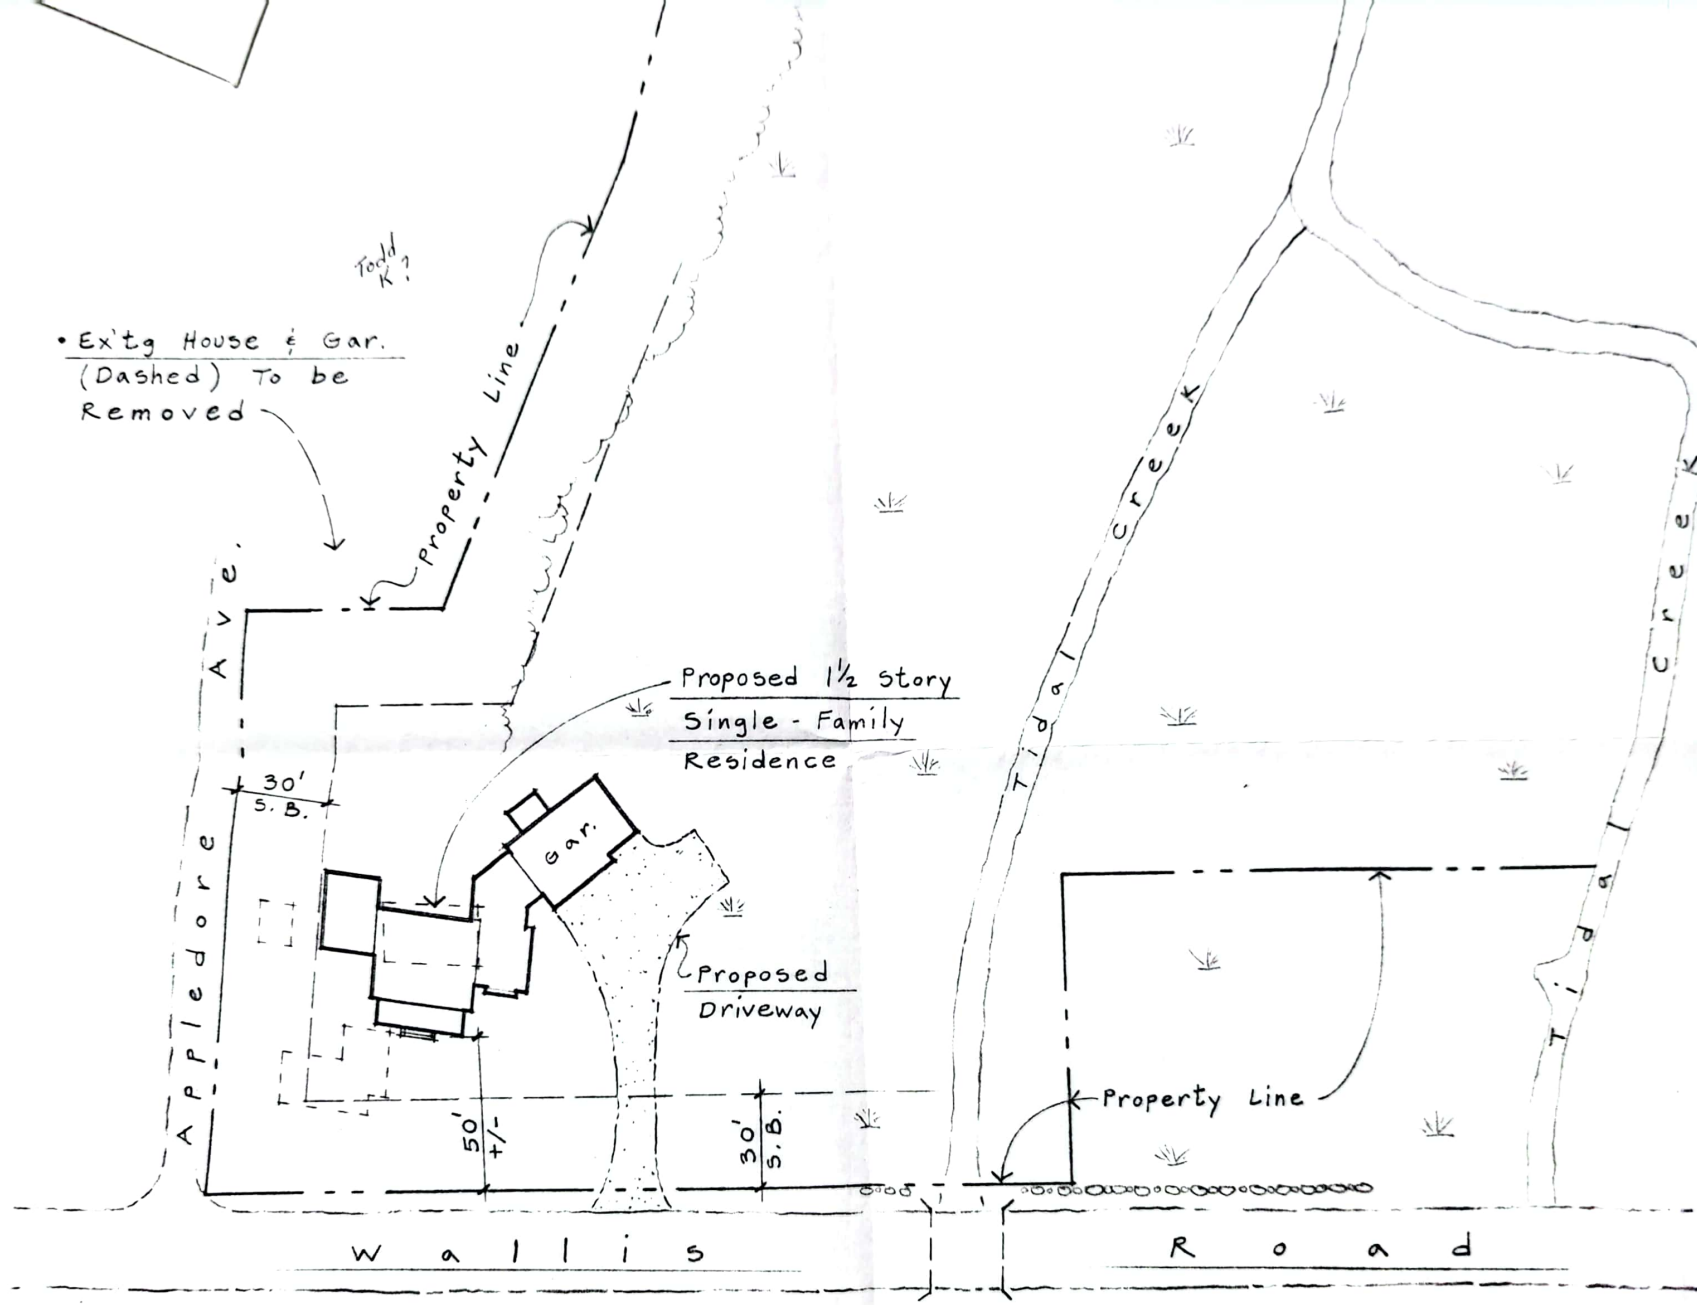 Todd
K?
• Ex'tg House & Gar.
(Dashed) To be
Removed
Property Line
Appledore Ave.
Proposed 1½ Story
Single - Family
Residence
30'
S. B.
Gar.
Proposed
Driveway
50'
+/-
30'
S. B.
Tidal Creek
Tidal Creek
Property Line
Wallis Road